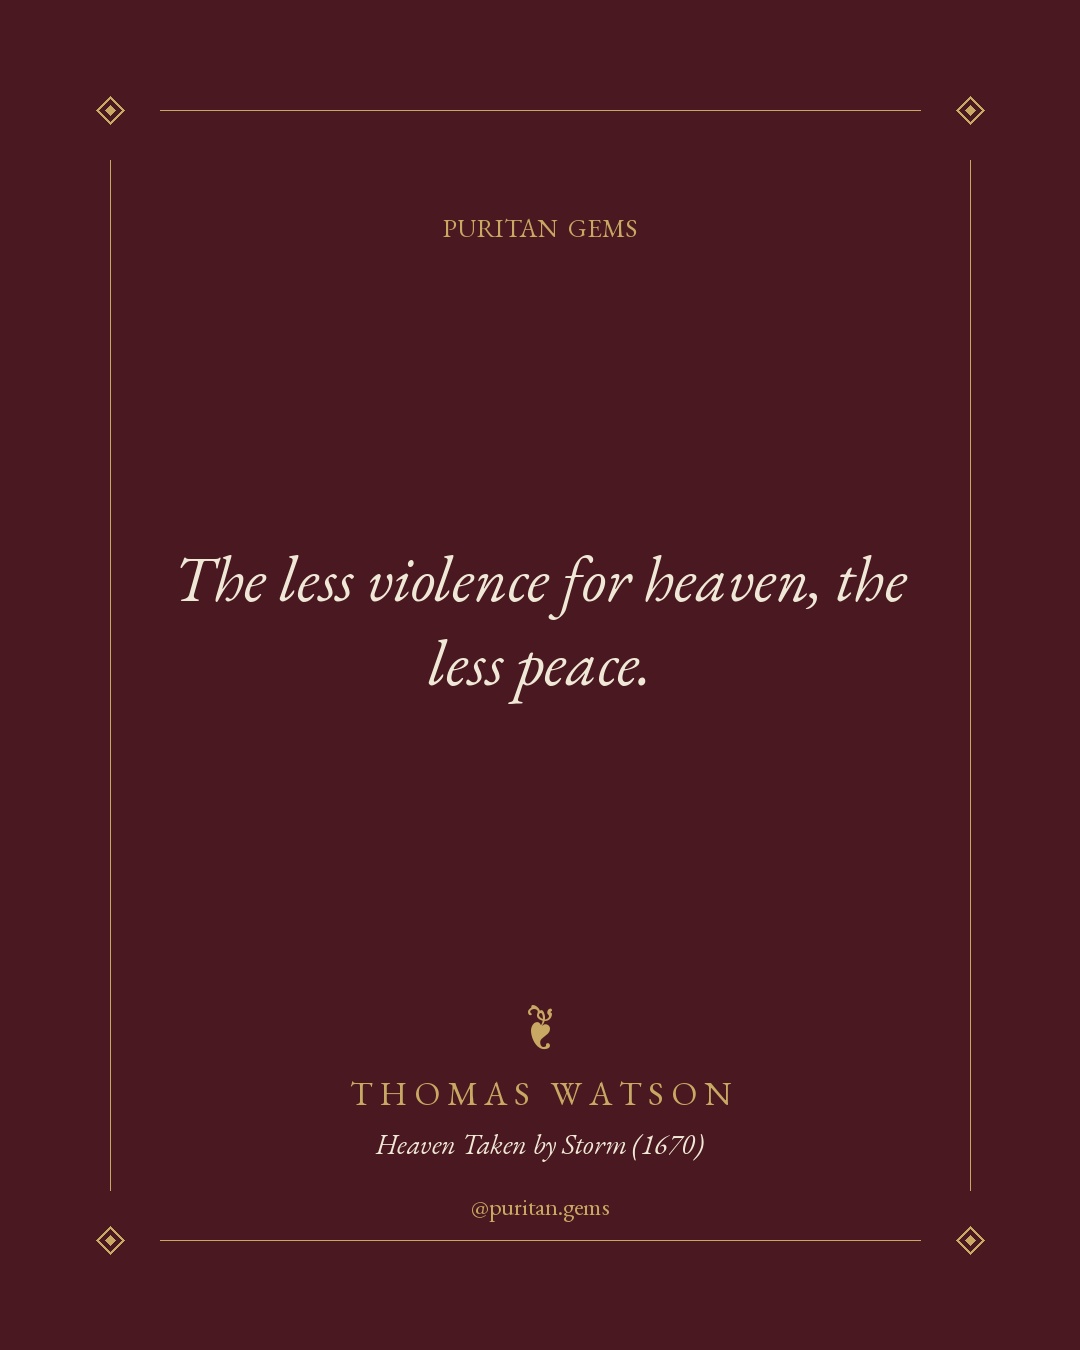 PURITAN GEMS
The less violence for heaven, the
less peace.
THOMAS WATSON
Heaven Taken by Storm (1670)
@puritan.gems